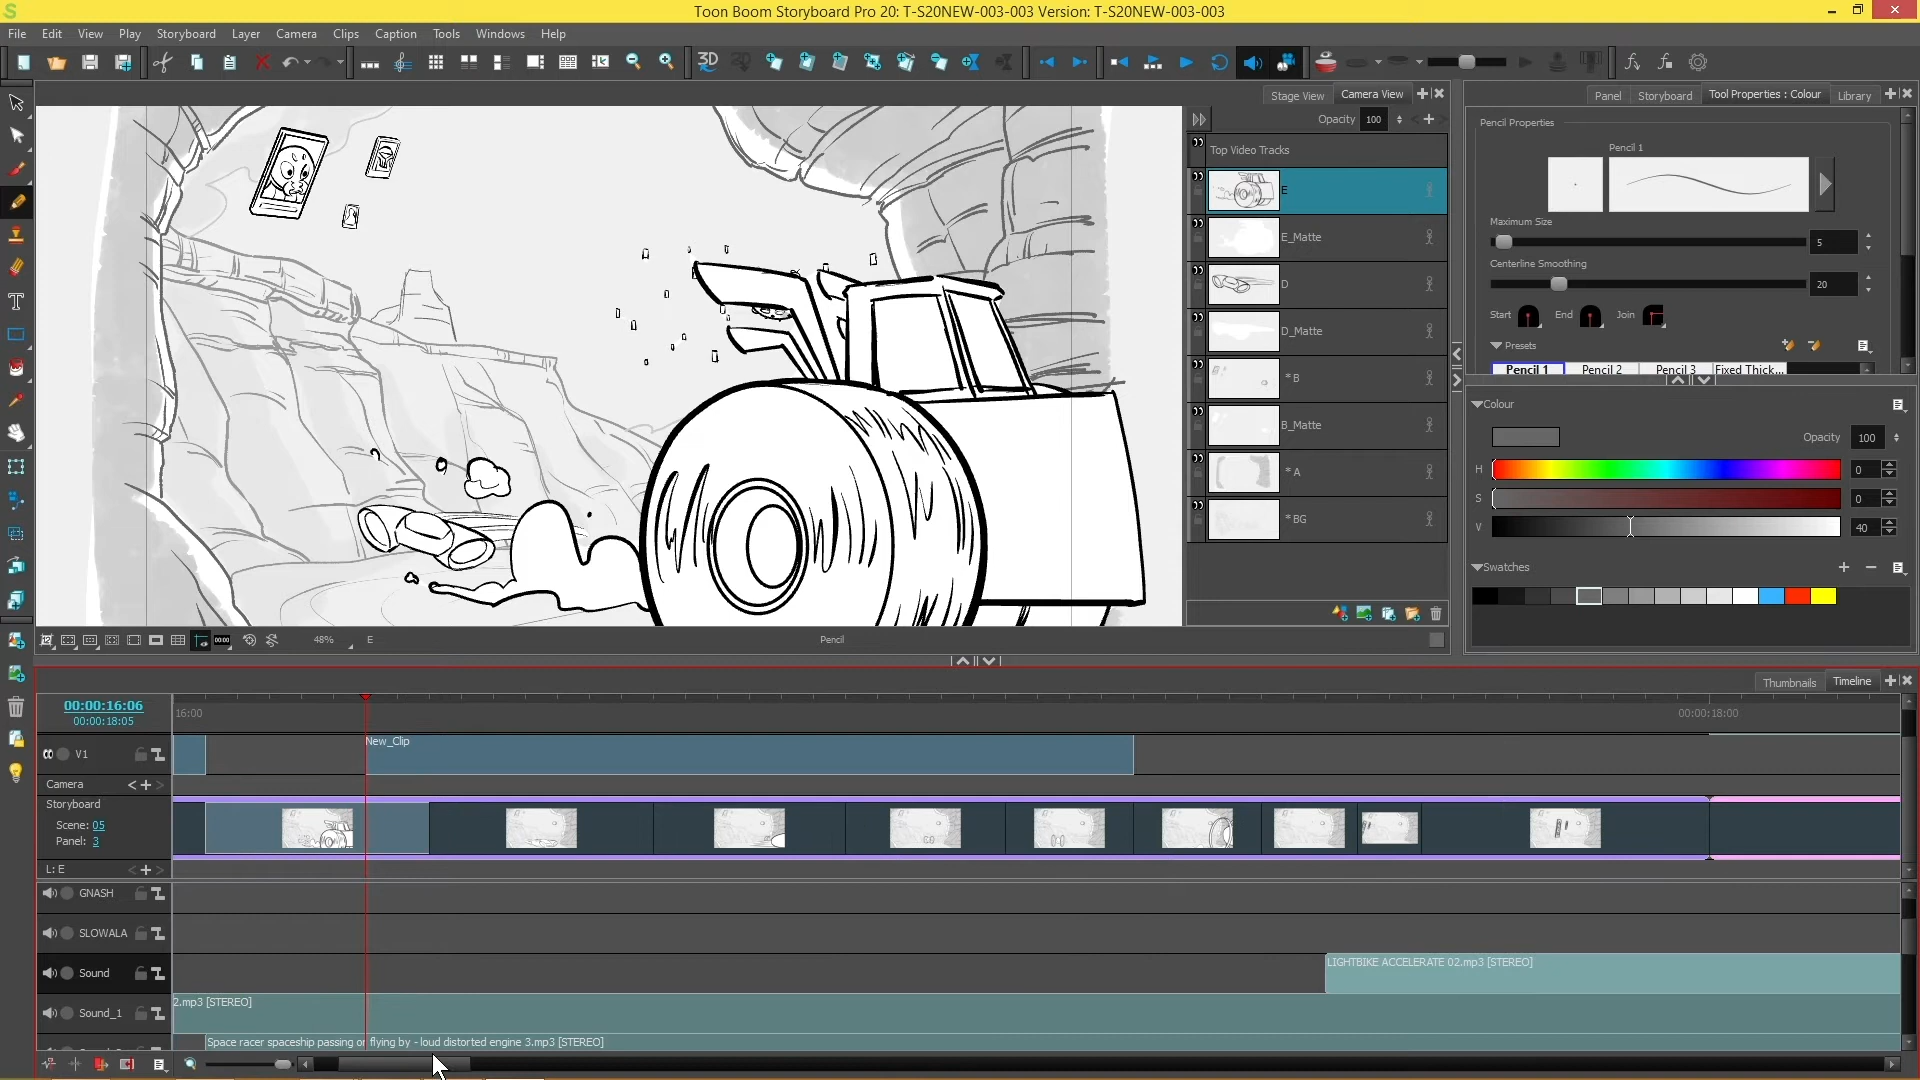 Toon Boom Storyboard Pro 20: T-S20NEW-003-003 Version: T-S20NEW-003-003
File Edit View Play Storyboard Layer Camera Clips Caption Tools Windows Help
3D
Stage View Camera View
Panel Storyboard Tool Properties : Colour Library
Opacity 100
Top Video Tracks
E
E_Matte
D
D_Matte
* B
B_Matte
* A
* BG
Pencil Properties
Pencil 1
Maximum Size
5
Centerline Smoothing
20
Start End Join
Presets
Pencil 1 Pencil 2 Pencil 3 Fixed Thick...
Colour
Opacity 100
H 0
S 0
V 40
Swatches
48% E Pencil
Thumbnails Timeline
00:00:16:06
00:00:18:05
16:00 00:00:18:00
V1 New_Clip
Camera
Storyboard
Scene: 05
Panel: 3
L: E
GNASH
SLOWALA
Sound LIGHTBIKE ACCELERATE 02.mp3 [STEREO]
Sound_1 2.mp3 [STEREO]
Space racer spaceship passing or flying by - loud distorted engine 3.mp3 [STEREO]